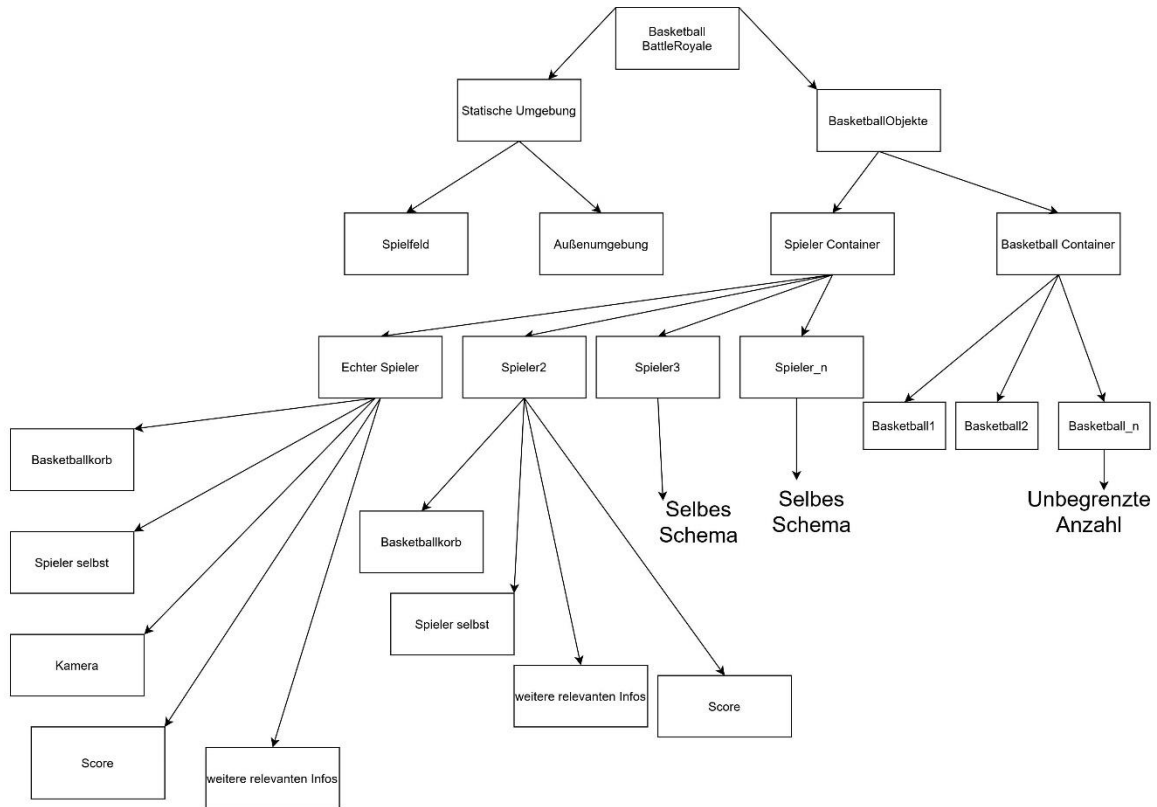 Basketball
BattleRoyale
Statische Umgebung
BasketballObjekte
Spielfeld
Außenumgebung
Spieler Container
Basketball Container
Echter Spieler
Spieler2
Spieler3
Spieler_n
Basketball1
Basketball2
Basketball_n
Basketballkorb
Selbes
Schema
Selbes
Schema
Unbegrenzte
Anzahl
Spieler selbst
Basketballkorb
Spieler selbst
Kamera
weitere relevanten Infos
Score
Score
weitere relevanten Infos